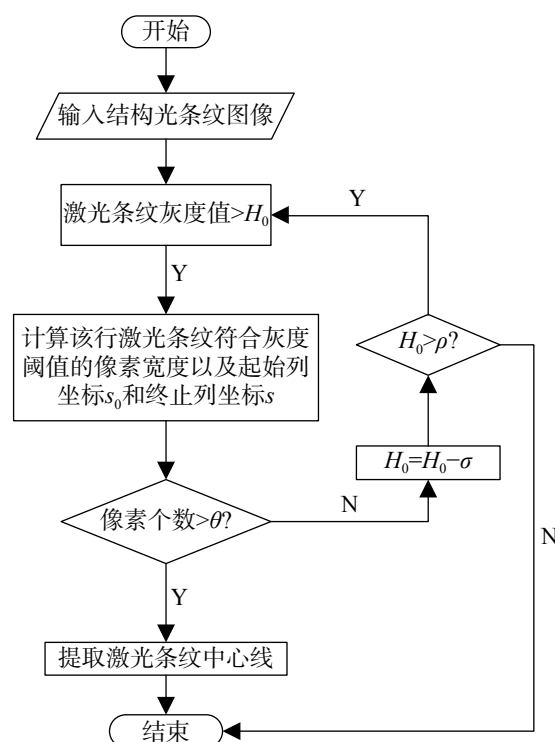 开始
输入结构光条纹图像
激光条纹灰度值>H₀
Y
Y
计算该行激光条纹符合灰度
阈值的像素宽度以及起始列
坐标s₀和终止列坐标s
H₀>ρ?
H₀=H₀−σ
像素个数>θ?
N
N
Y
提取激光条纹中心线
结束